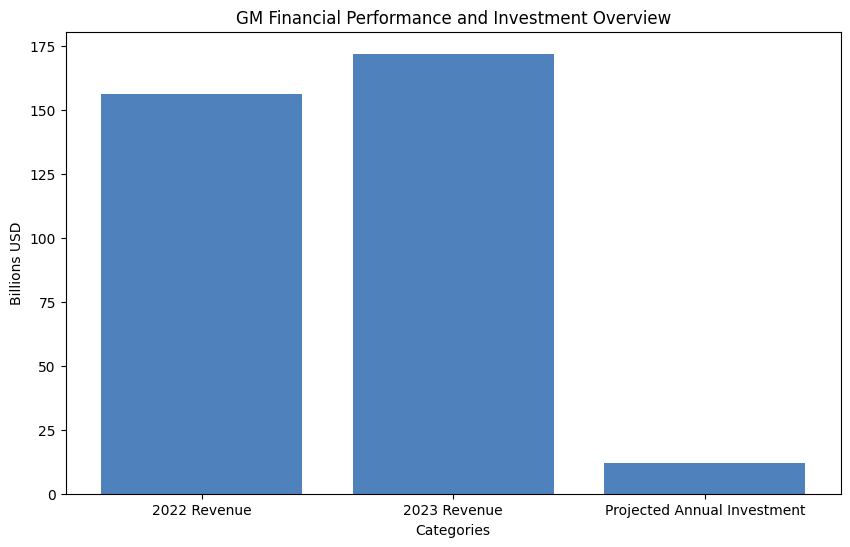 GM Financial Performance and Investment Overview
175
150
125
100
75
50
25
0
Billions USD
2022 Revenue
2023 Revenue
Projected Annual Investment
Categories